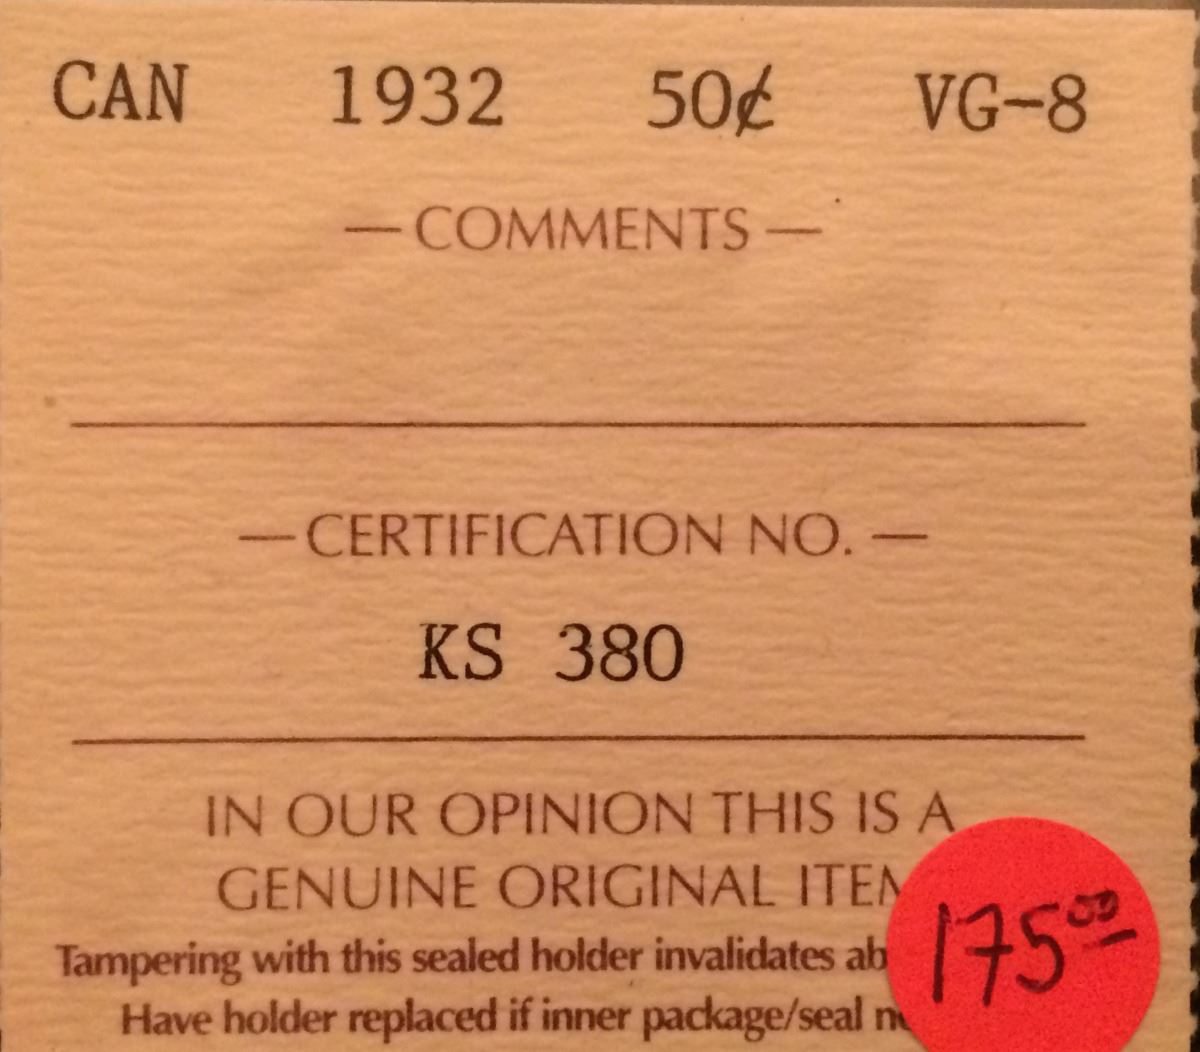 CAN 1932 50¢ VG-8
— COMMENTS —
— CERTIFICATION NO. —
KS 380
IN OUR OPINION THIS IS A
GENUINE ORIGINAL ITEM
Tampering with this sealed holder invalidates
Have holder replaced if inner package/seal
175.00